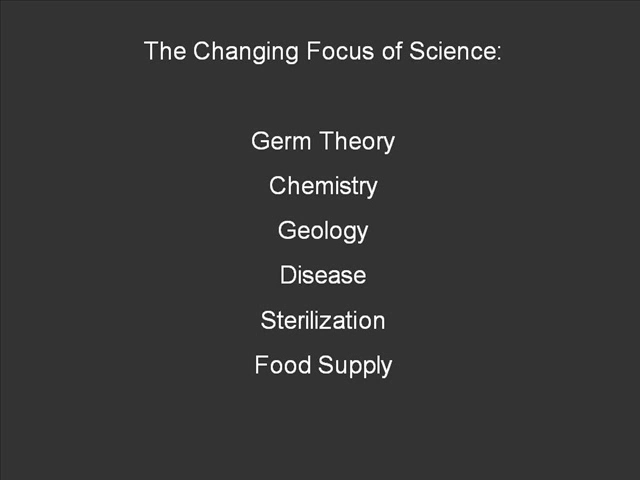 The Changing Focus of Science:
Germ Theory
Chemistry
Geology
Disease
Sterilization
Food Supply